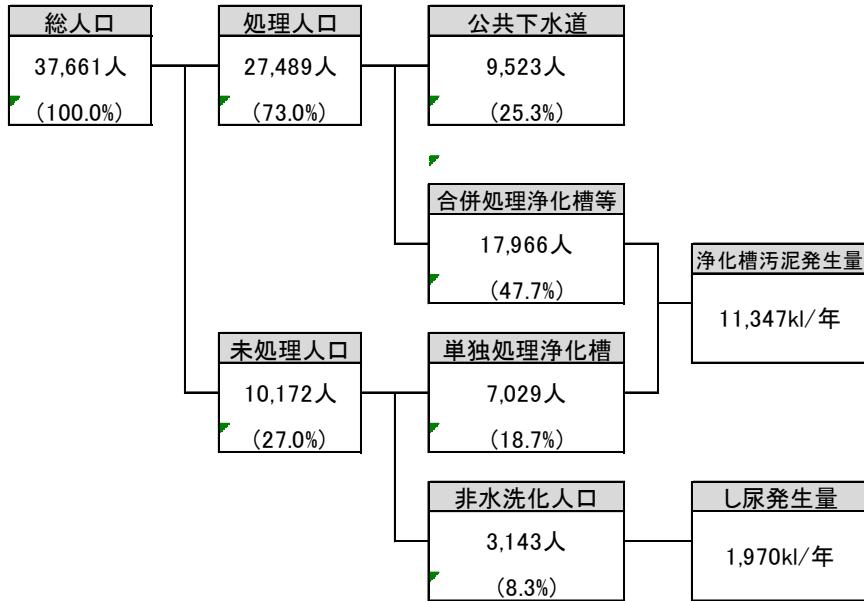 総人口
37,661人
(100.0%)
処理人口
27,489人
(73.0%)
公共下水道
9,523人
(25.3%)
合併処理浄化槽等
17,966人
(47.7%)
浄化槽汚泥発生量
11,347kl/年
未処理人口
10,172人
(27.0%)
単独処理浄化槽
7,029人
(18.7%)
非水洗化人口
3,143人
(8.3%)
し尿発生量
1,970kl/年